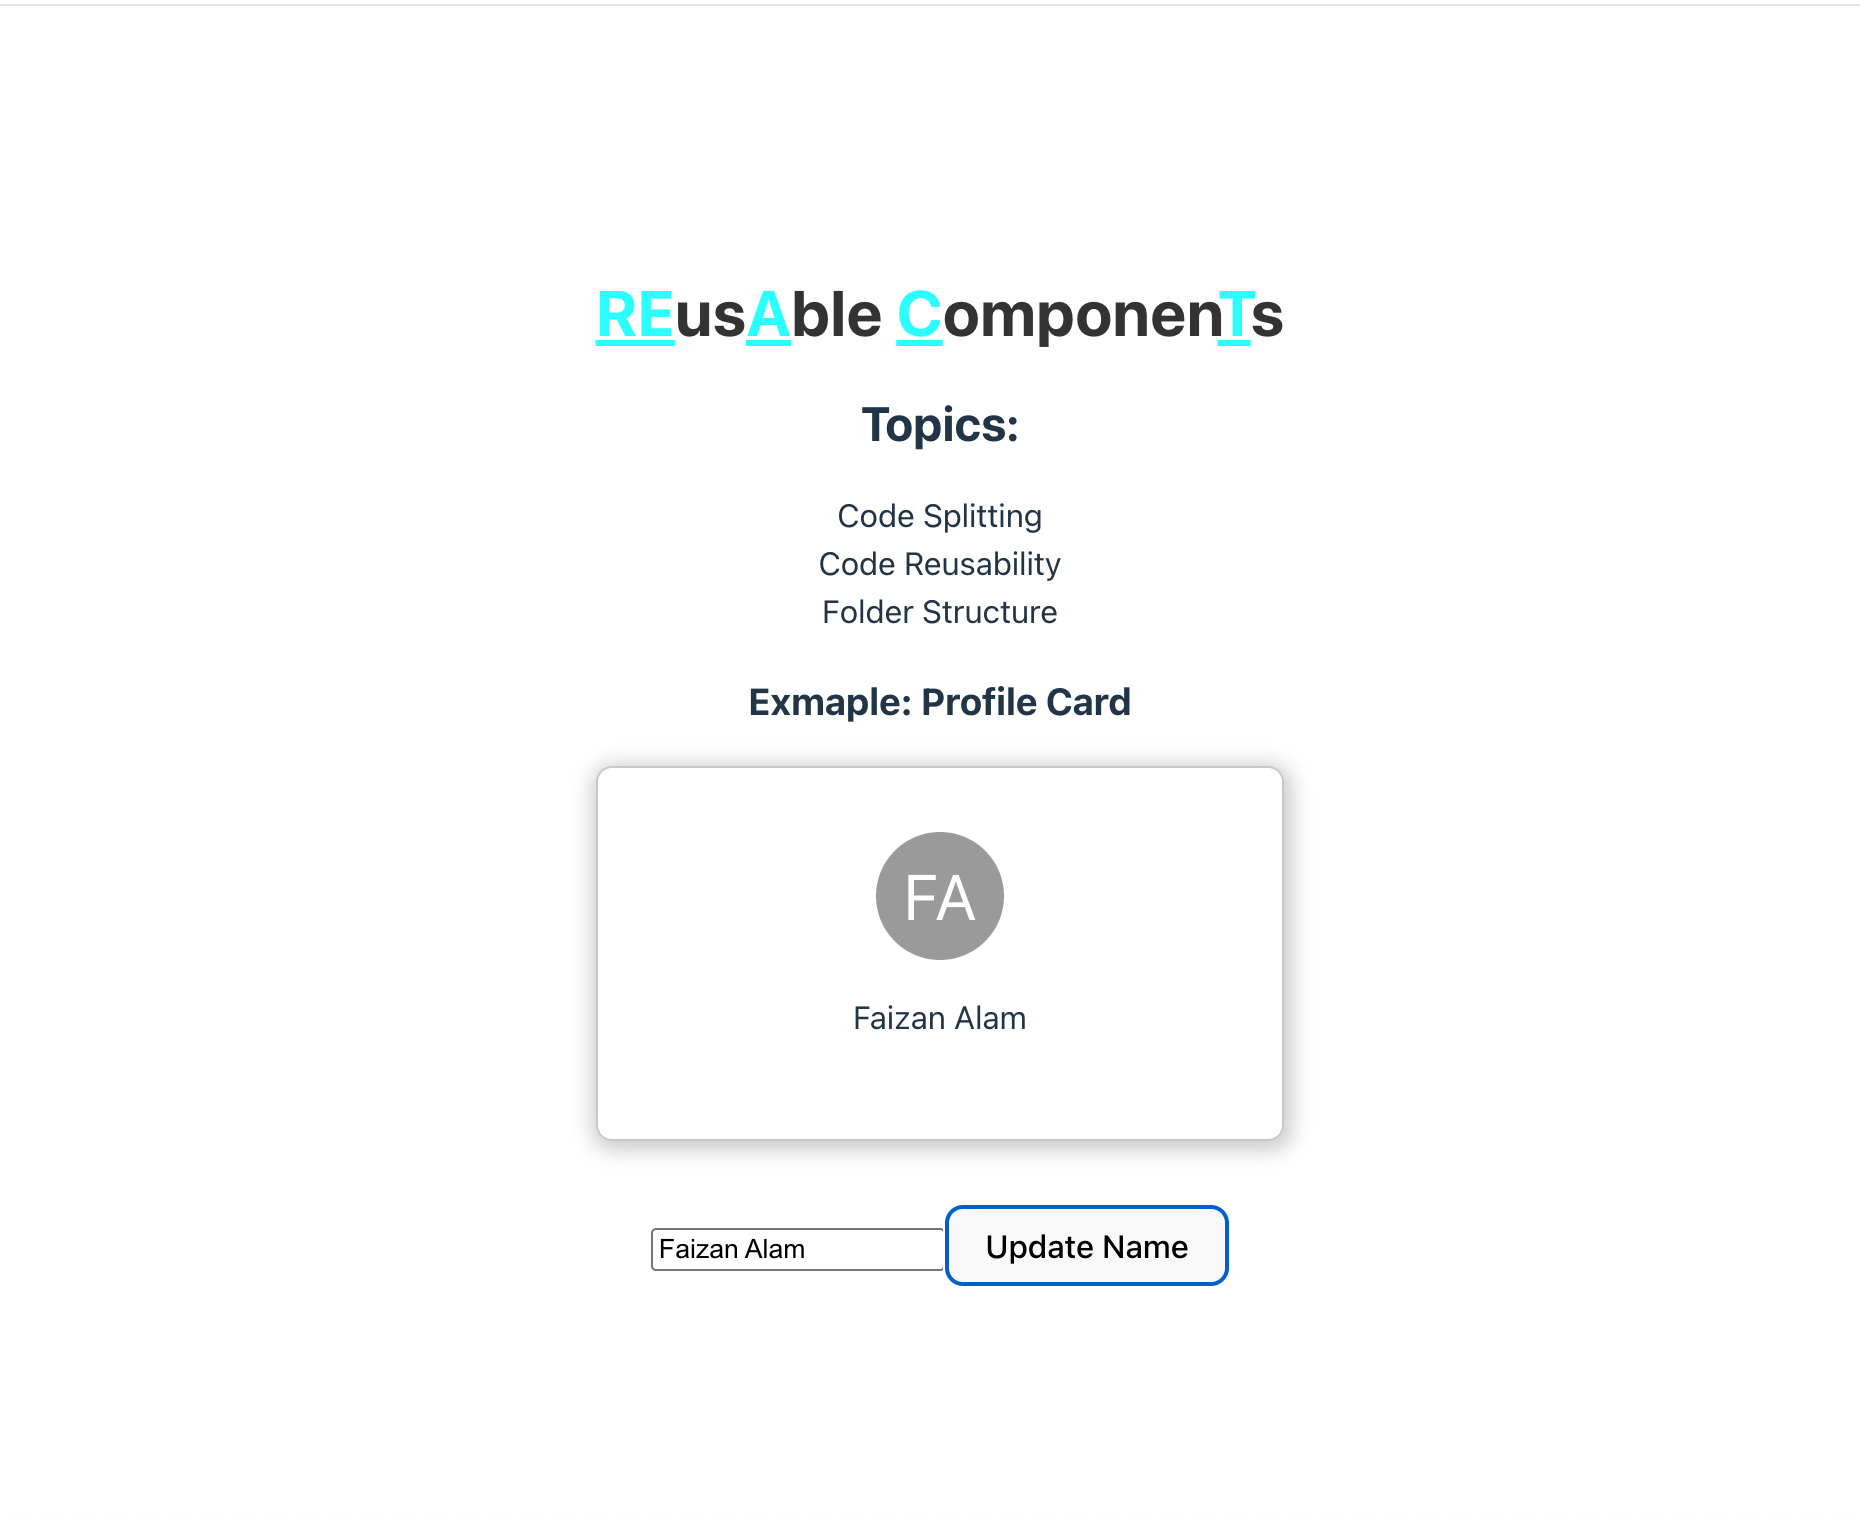 REusAble ComponenTs
Topics:
Code Splitting
Code Reusability
Folder Structure
Exmaple: Profile Card
FA
Faizan Alam
Faizan Alam Update Name